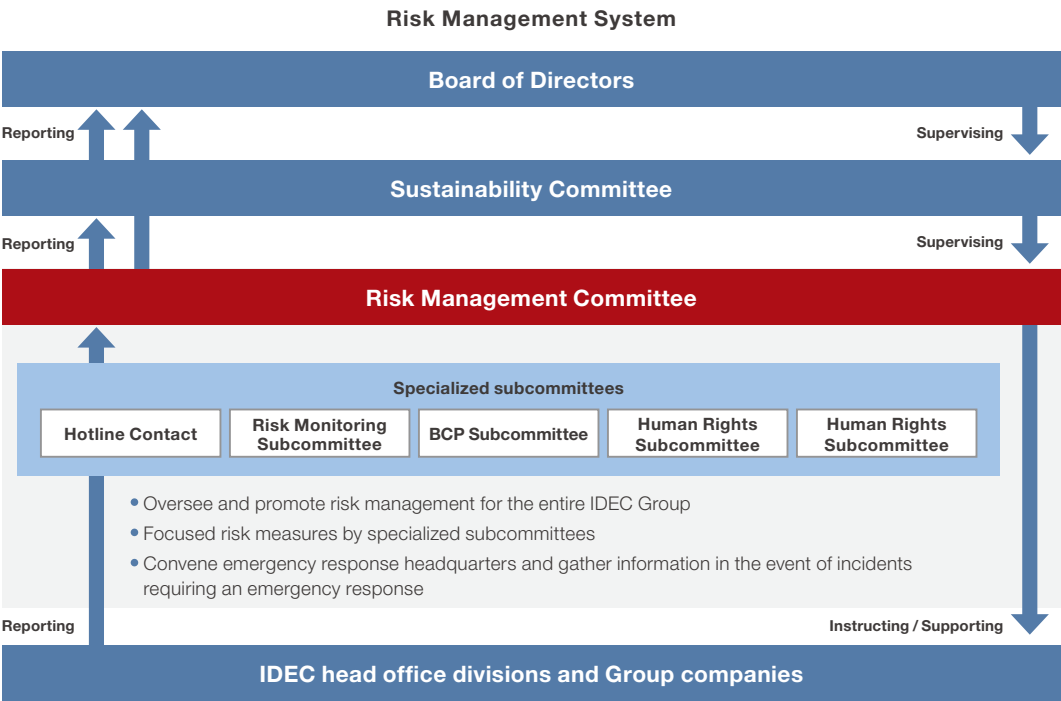 Risk Management System
Board of Directors
Reporting
Supervising
Sustainability Committee
Reporting
Supervising
Risk Management Committee
Specialized subcommittees
Hotline Contact
Risk Monitoring
Subcommittee
BCP Subcommittee
Human Rights
Subcommittee
Human Rights
Subcommittee
• Oversee and promote risk management for the entire IDEC Group
• Focused risk measures by specialized subcommittees
• Convene emergency response headquarters and gather information in the event of incidents
requiring an emergency response
Reporting
Instructing / Supporting
IDEC head office divisions and Group companies